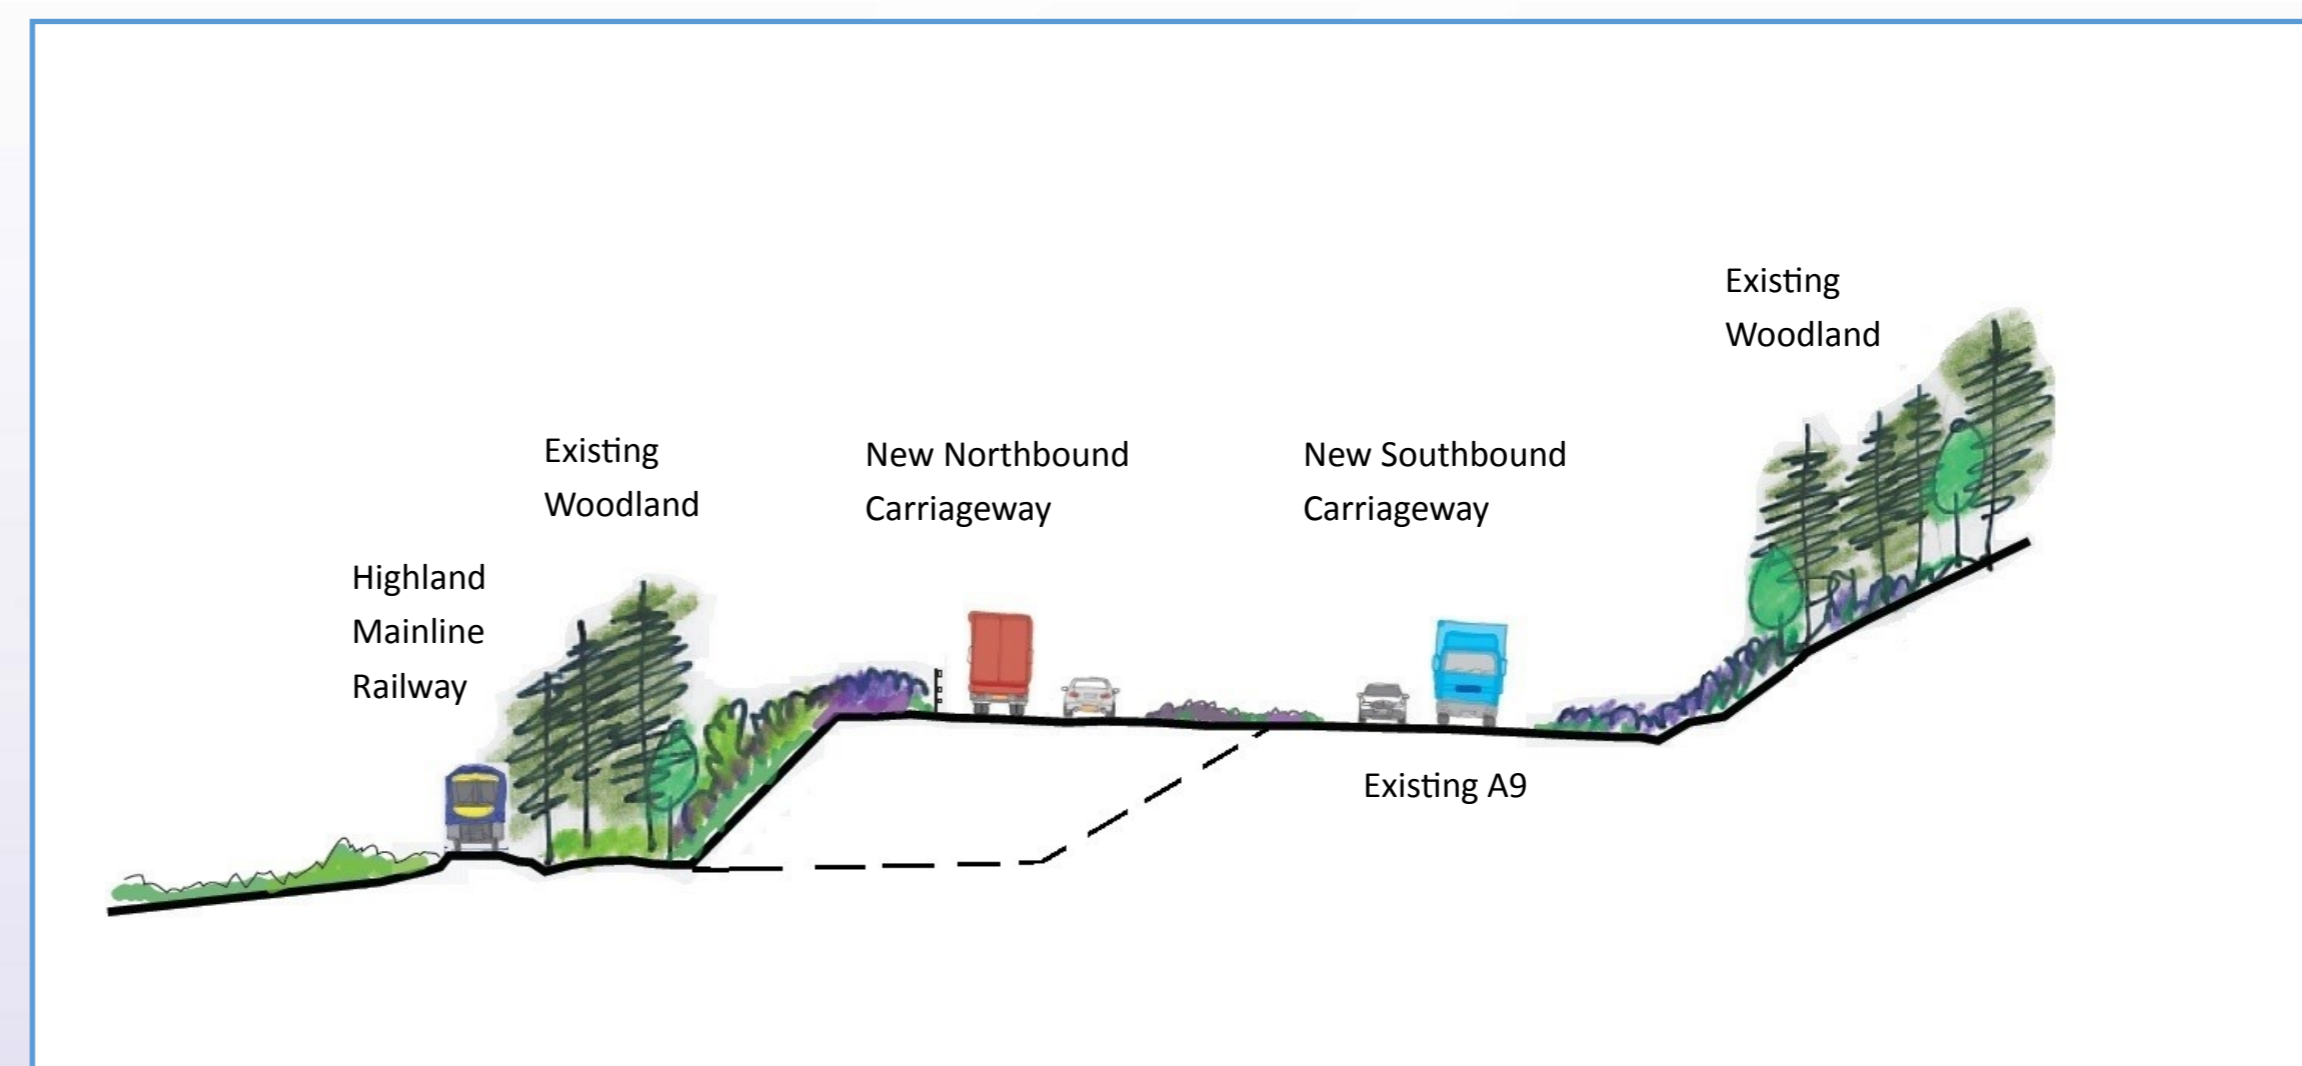 Existing
Woodland
Existing
Woodland
New Northbound
Carriageway
New Southbound
Carriageway
Highland
Mainline
Railway
Existing A9